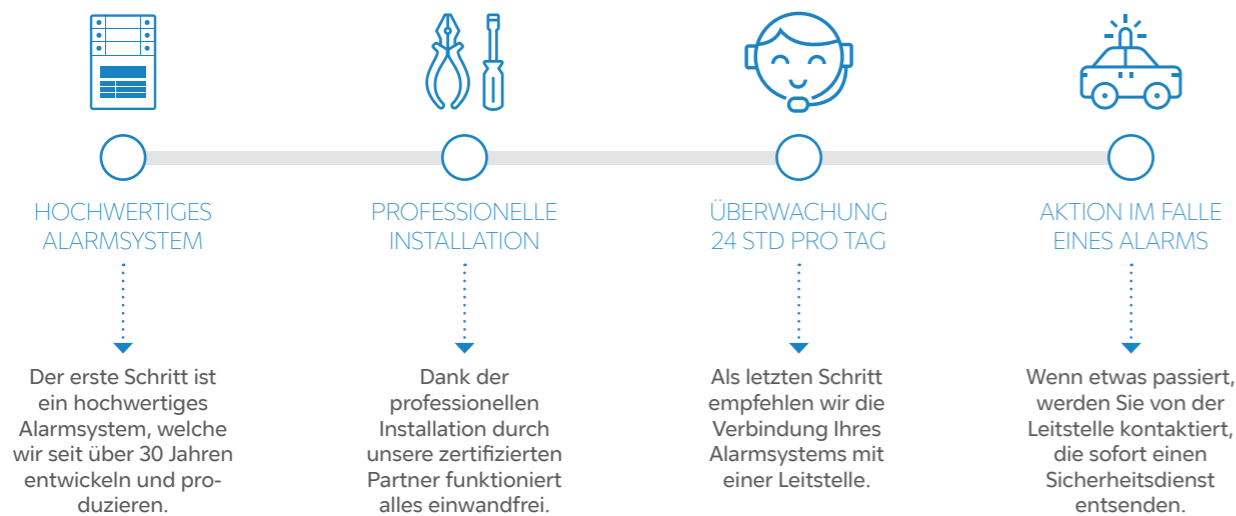 HOCHWERTIGES
ALARMSYSTEM
PROFESSIONELLE
INSTALLATION
ÜBERWACHUNG
24 STD PRO TAG
AKTION IM FALLE
EINES ALARMS
Der erste Schritt ist
ein hochwertiges
Alarmsystem, welche
wir seit über 30 Jahren
entwickeln und pro-
duzieren.
Dank der
professionellen
Installation durch
unsere zertifizierten
Partner funktioniert
alles einwandfrei.
Als letzten Schritt
empfehlen wir die
Verbindung Ihres
Alarmsystems mit
einer Leitstelle.
Wenn etwas passiert,
werden Sie von der
Leitstelle kontaktiert,
die sofort einen
Sicherheitsdienst
entsenden.